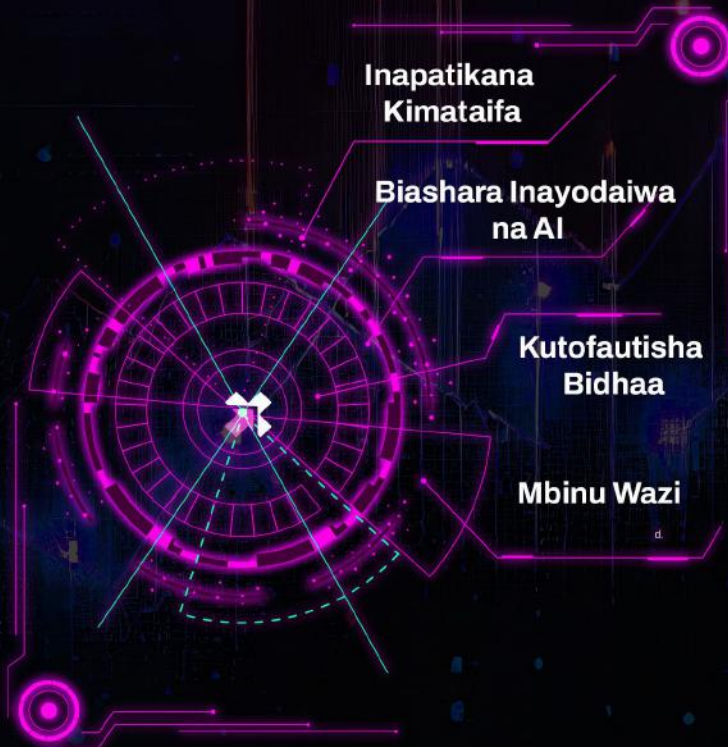 Inapatikana
Kimataifa
Biashara Inayodaiwa
na AI
Kutofautisha
Bidhaa
Mbinu Wazi
d.